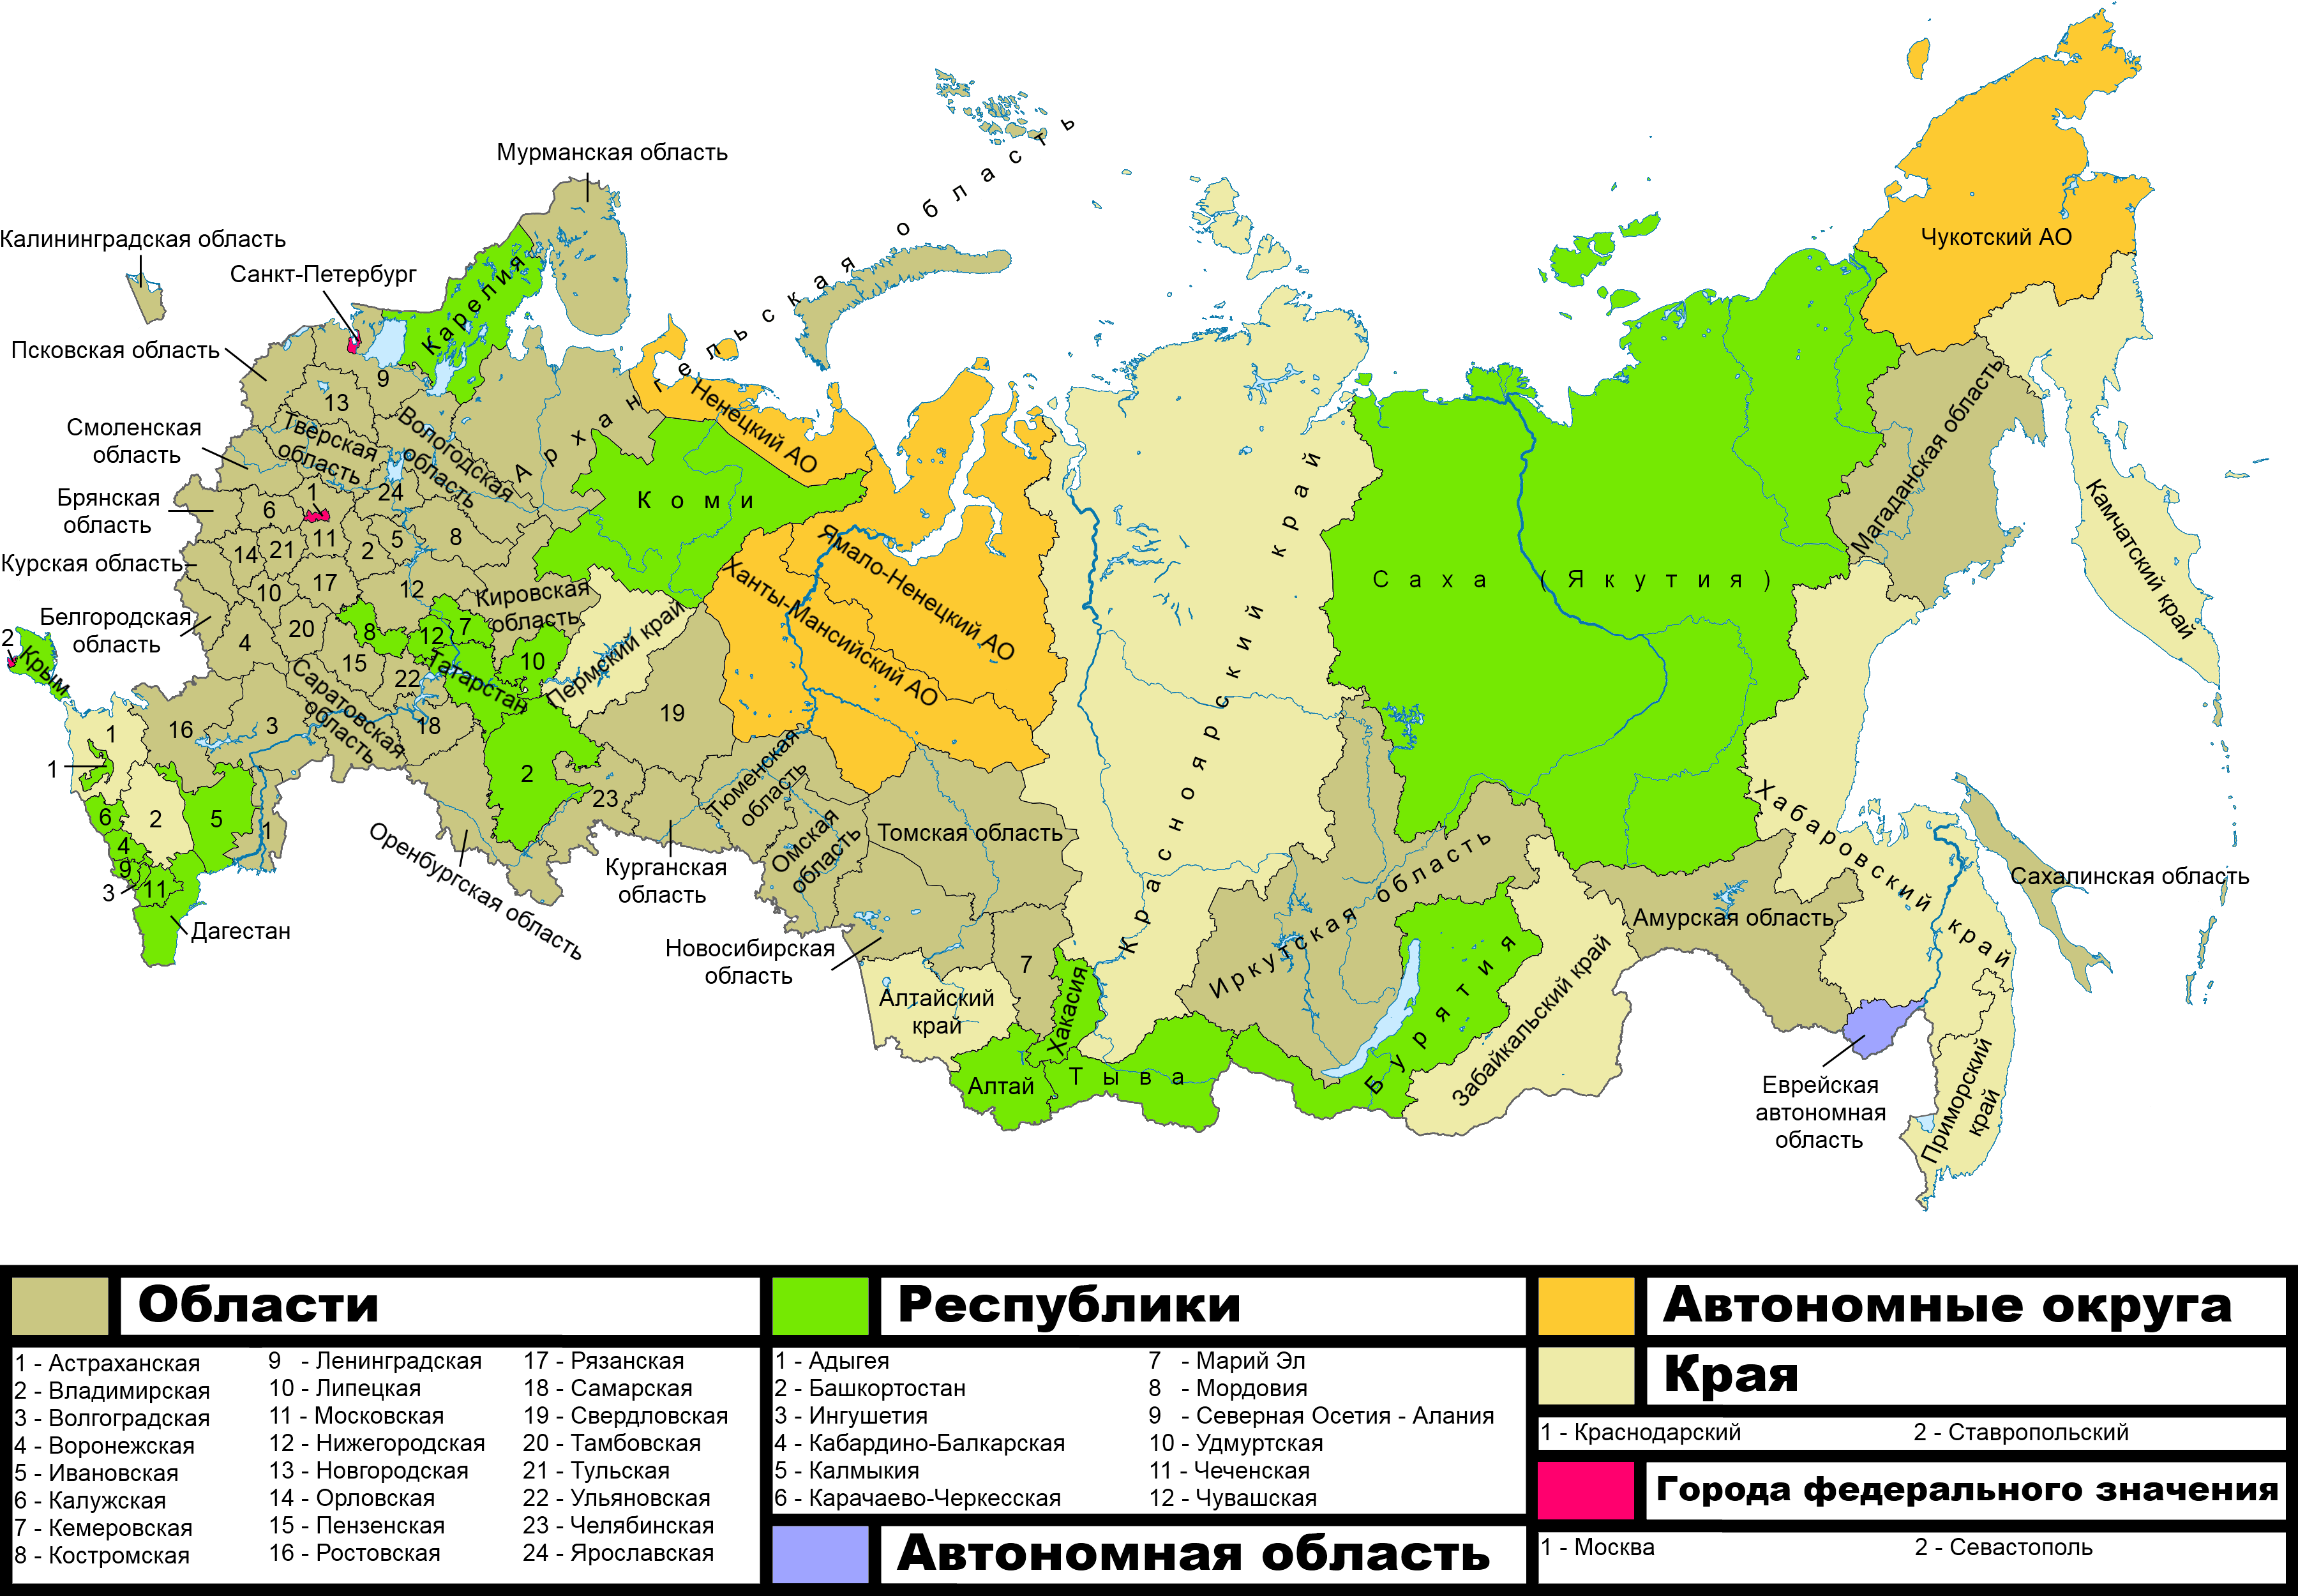 Мурманская область
Калининградская область
Санкт-Петербург
Карелия
Псковская область
Архангельская область
Чукотский АО
Ненецкий АО
9
13
Тверская
область
Вологодская
область
Смоленская
область
Брянская
область
Курская область
Белгородская
область
1
24
6
11
2
5
8
14
21
17
10
12
20
4
15
22
16
3
18
Саратовская
область
Кировская
область
Коми
Ямало-Ненецкий АО
Ханты-Мансийский АО
Пермский край
Красноярский край
Саха (Якутия)
Магаданская область
Камчатский край
2
Крым
8
12
7
10
Татарстан
19
1
1
2
23
6
2
5
1
4
9
3
11
Дагестан
Оренбургская область
Курганская
область
Тюменская
область
Омская
область
Томская область
Новосибирская
область
7
Алтайский
край
Хакасия
Алтай
Тыва
Иркутская область
Бурятия
Забайкальский край
Амурская область
Хабаровский край
Сахалинская область
Еврейская
автономная
область
Приморский
край
Области
1 - Астраханская
2 - Владимирская
3 - Волгоградская
4 - Воронежская
5 - Ивановская
6 - Калужская
7 - Кемеровская
8 - Костромская
9 - Ленинградская
10 - Липецкая
11 - Московская
12 - Нижегородская
13 - Новгородская
14 - Орловская
15 - Пензенская
16 - Ростовская
17 - Рязанская
18 - Самарская
19 - Свердловская
20 - Тамбовская
21 - Тульская
22 - Ульяновская
23 - Челябинская
24 - Ярославская
Республики
1 - Адыгея
2 - Башкортостан
3 - Ингушетия
4 - Кабардино-Балкарская
5 - Калмыкия
6 - Карачаево-Черкесская
7 - Марий Эл
8 - Мордовия
9 - Северная Осетия - Алания
10 - Удмуртская
11 - Чеченская
12 - Чувашская
Автономная область
Автономные округа
Края
1 - Краснодарский
2 - Ставропольский
Города федерального значения
1 - Москва
2 - Севастополь